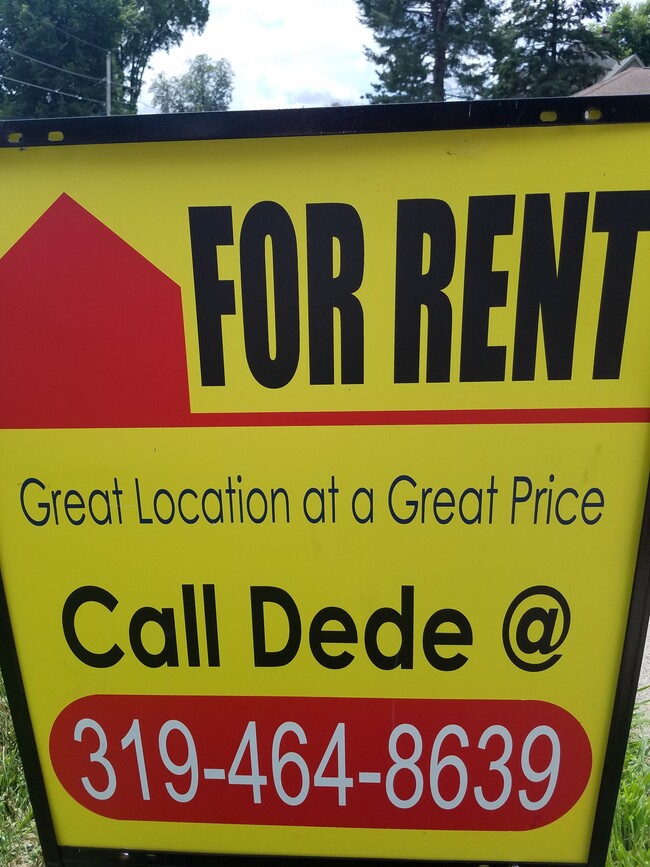 FOR RENT
Great Location at a Great Price
Call Dede @
319-464-8639